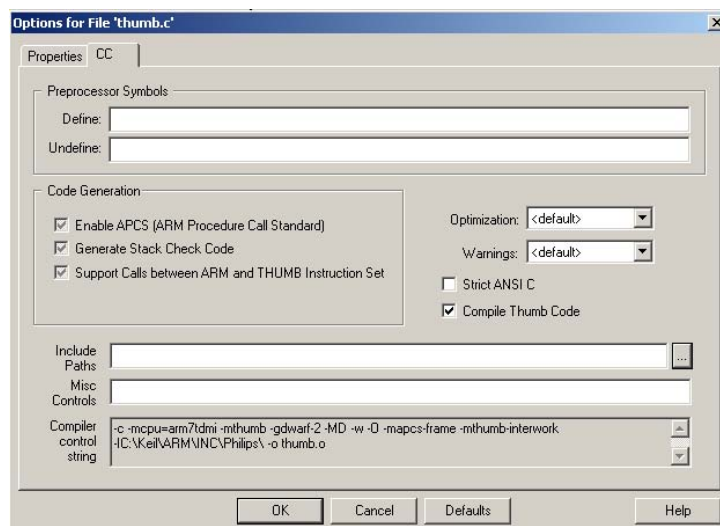 Options for File 'thumb.c'
Properties
CC
Preprocessor Symbols
Define:
Undefine:
Code Generation
Enable APCS (ARM Procedure Call Standard)
Generate Stack Check Code
Support Calls between ARM and THUMB Instruction Set
Optimization: <default>
Warnings: <default>
Strict ANSI C
Compile Thumb Code
Include
Paths
...
Misc
Controls
Compiler
control
string
-c -mcpu=arm7tdmi -mthumb -gdwarf-2 -MD -w -O -mapcs-frame -mthumb-interwork
-IC:\Keil\ARM\INC\Philips\ -o thumb.o
OK
Cancel
Defaults
Help